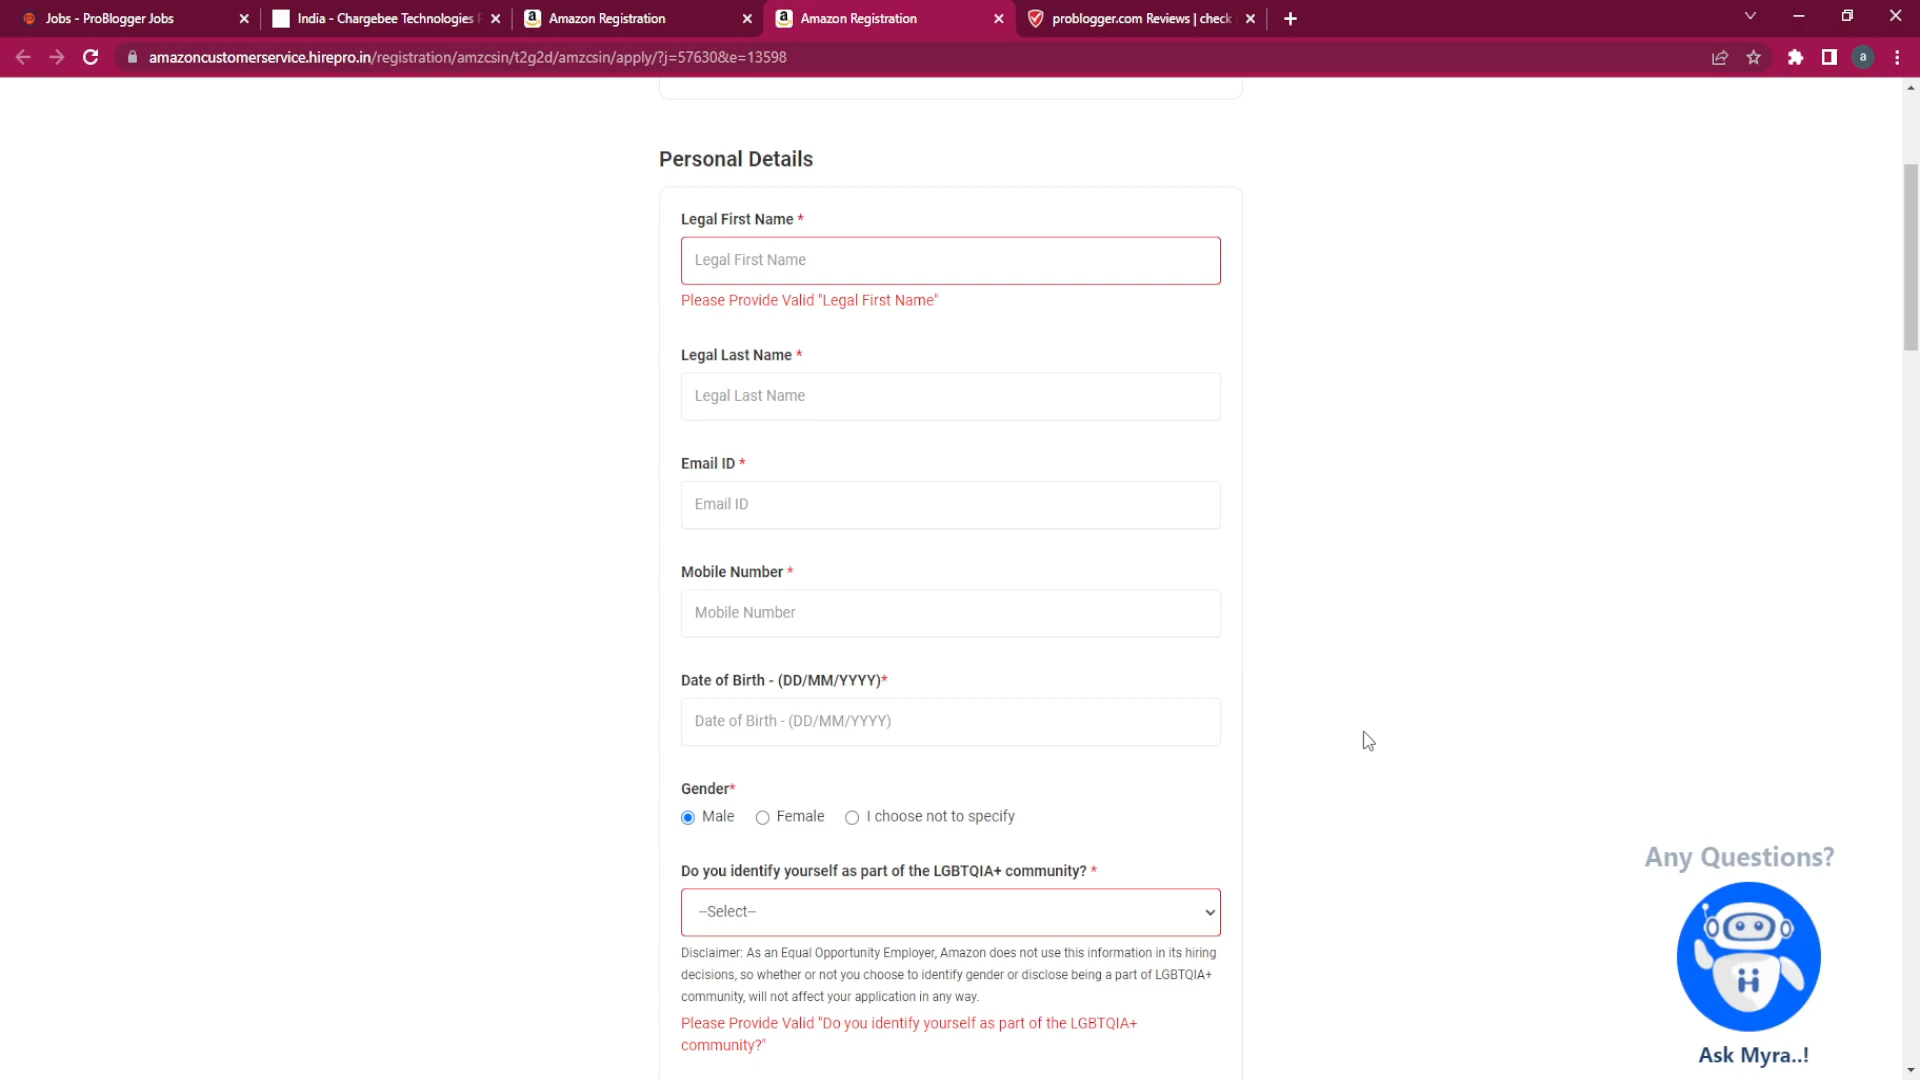 Jobs - ProBlogger Jobs
India - Chargebee Technologies
Amazon Registration
Amazon Registration
problogger.com Reviews | check
amazoncustomerservice.hirepro.in/registration/amzcsin/t2g2d/amzcsin/apply/?j=57630&e=13598
a
Personal Details
Legal First Name *
Legal First Name
Please Provide Valid "Legal First Name"
Legal Last Name *
Legal Last Name
Email ID *
Email ID
Mobile Number *
Mobile Number
Date of Birth - (DD/MM/YYYY)*
Date of Birth - (DD/MM/YYYY)
Gender*
Male Female I choose not to specify
Do you identify yourself as part of the LGBTQIA+ community? *
--Select--
Disclaimer: As an Equal Opportunity Employer, Amazon does not use this information in its hiring
decisions, so whether or not you choose to identify gender or disclose being a part of LGBTQIA+
community, will not affect your application in any way.
Please Provide Valid "Do you identify yourself as part of the LGBTQIA+
community?"
Any Questions?
Ask Myra..!